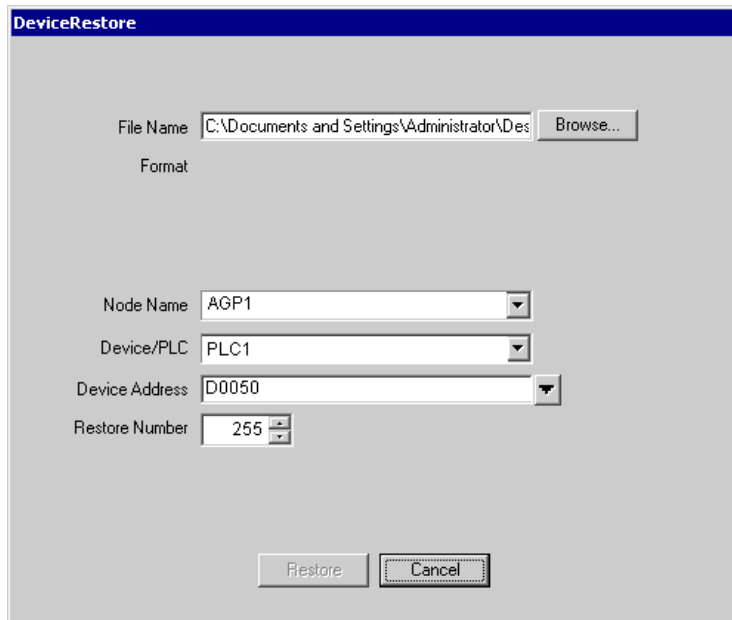 DeviceRestore
File Name C:\Documents and Settings\Administrator\Des Browse...
Format
Node Name AGP1
Device/PLC PLC1
Device Address D0050
Restore Number 255
Restore Cancel